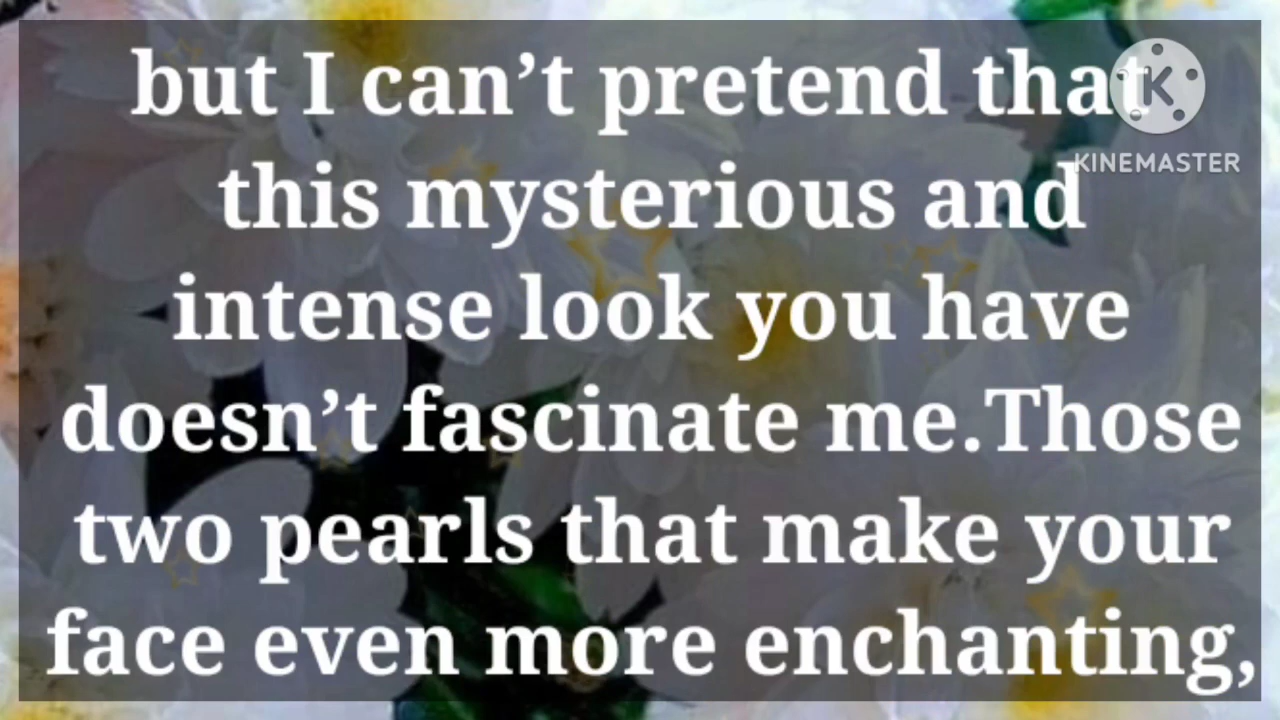 but I can’t pretend that
KINEMASTER
this mysterious and
intense look you have
doesn’t fascinate me.Those
two pearls that make your
face even more enchanting,